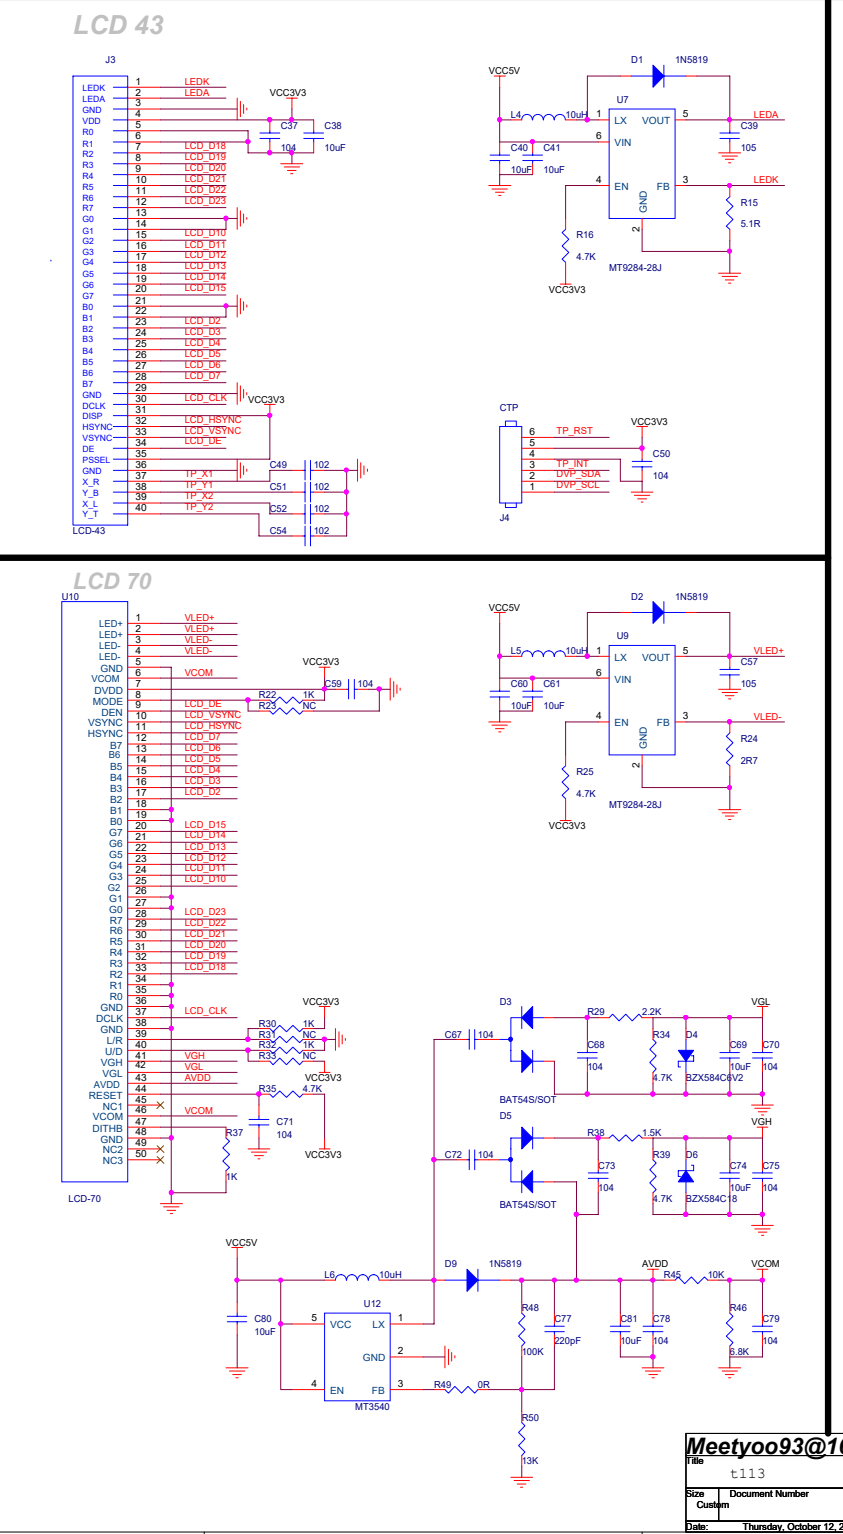 LCD 43
J3
LEDK 1 LEDK
LEDA 2 LEDA
GND 3
VDD 4
R0 5
R1 6
R2 7 LCD_D18
R3 8 LCD_D19
R4 9 LCD_D20
R5 10 LCD_D21
R6 11 LCD_D22
R7 12 LCD_D23
G0 13
G1 14
G2 15 LCD_D10
G3 16 LCD_D11
G4 17 LCD_D12
G5 18 LCD_D13
G6 19 LCD_D14
G7 20 LCD_D15
B0 21
B1 22
B2 23 LCD_D2
B3 24 LCD_D3
B4 25 LCD_D4
B5 26 LCD_D5
B6 27 LCD_D6
B7 28 LCD_D7
GND 29
DCLK 30 LCD_CLK
DISP 31
HSYNC 32 LCD_HSYNC
VSYNC 33 LCD_VSYNC
DE 34 LCD_DE
PSSEL 35
GND 36
X_R 37 TP_X1
Y_B 38 TP_Y1
X_L 39 TP_X2
Y_T 40 TP_Y2
LCD-43
VCC3V3
C37
104
C38
10uF
VCC3V3
C49 102
C51 102
C52 102
C54 102
VCC5V
D1 1N5819
U7
L4 10uH
1 LX VOUT 5 LEDA
6 VIN
C40
10uF
C41
10uF
C39
105
4 EN FB 3 LEDK
GND
2
R15
5.1R
R16
4.7K
VCC3V3
MT9284-28J
CTP
6 TP_RST
5
4
3 TP_INT
2 DVP_SDA
1 DVP_SCL
J4
VCC3V3
C50
104
LCD 70
U10
LED+ 1 VLED+
LED+ 2 VLED+
LED- 3 VLED-
LED- 4 VLED-
GND 5
VCOM 6 VCOM
DVDD 7
MODE 8
DEN 9 LCD_DE
VSYNC 10 LCD_VSYNC
HSYNC 11 LCD_HSYNC
B7 12 LCD_D7
B6 13 LCD_D6
B5 14 LCD_D5
B4 15 LCD_D4
B3 16 LCD_D3
B2 17 LCD_D2
B1 18
B0 19
G7 20 LCD_D15
G6 21 LCD_D14
G5 22 LCD_D13
G4 23 LCD_D12
G3 24 LCD_D11
G2 25 LCD_D10
G1 26
G0 27
R7 28 LCD_D23
R6 29 LCD_D22
R5 30 LCD_D21
R4 31 LCD_D20
R3 32 LCD_D19
R2 33 LCD_D18
R1 34
R0 35
GND 36
DCLK 37 LCD_CLK
GND 38
L/R 39
U/D 40
VGH 41 VGH
VGL 42 VGL
AVDD 43 AVDD
RESET 44
NC1 45
VCOM 46 VCOM
DITHB 47
GND 48
NC2 49
NC3 50
LCD-70
VCC3V3
C59 104
R22 1K
R23 NC
VCC3V3
R30 1K
R31 NC
R32 1K
R33 NC
VCC3V3
R35 4.7K
C71
104
VCC3V3
R37
1K
VCC5V
D2 1N5819
U9
L5 10uH
1 LX VOUT 5 VLED+
6 VIN
C60
10uF
C61
10uF
C57
105
4 EN FB 3 VLED-
GND
2
R24
2R7
R25
4.7K
VCC3V3
MT9284-28J
D3
C67 104
BAT54S/SOT
R29 2.2K
VGL
C68
104
R34
4.7K
D4
BZX584C6V2
C69
10uF
C70
104
D5
C72 104
BAT54S/SOT
R38 1.5K
VGH
C73
104
R39
4.7K
D6
BZX584C18
C74
10uF
C75
104
VCC5V
L6 10uH
D9 1N5819
AVDD
R45 10K
VCOM
C80
10uF
U12
5 VCC LX 1
GND 2
4 EN FB 3
MT3540
R49 0R
R48
100K
C77
220pF
C81
10uF
C78
104
R46
6.8K
C79
104
R50
13K
Title
t113
Size Document Number
Custom
Date: Thursday, October 12, 2